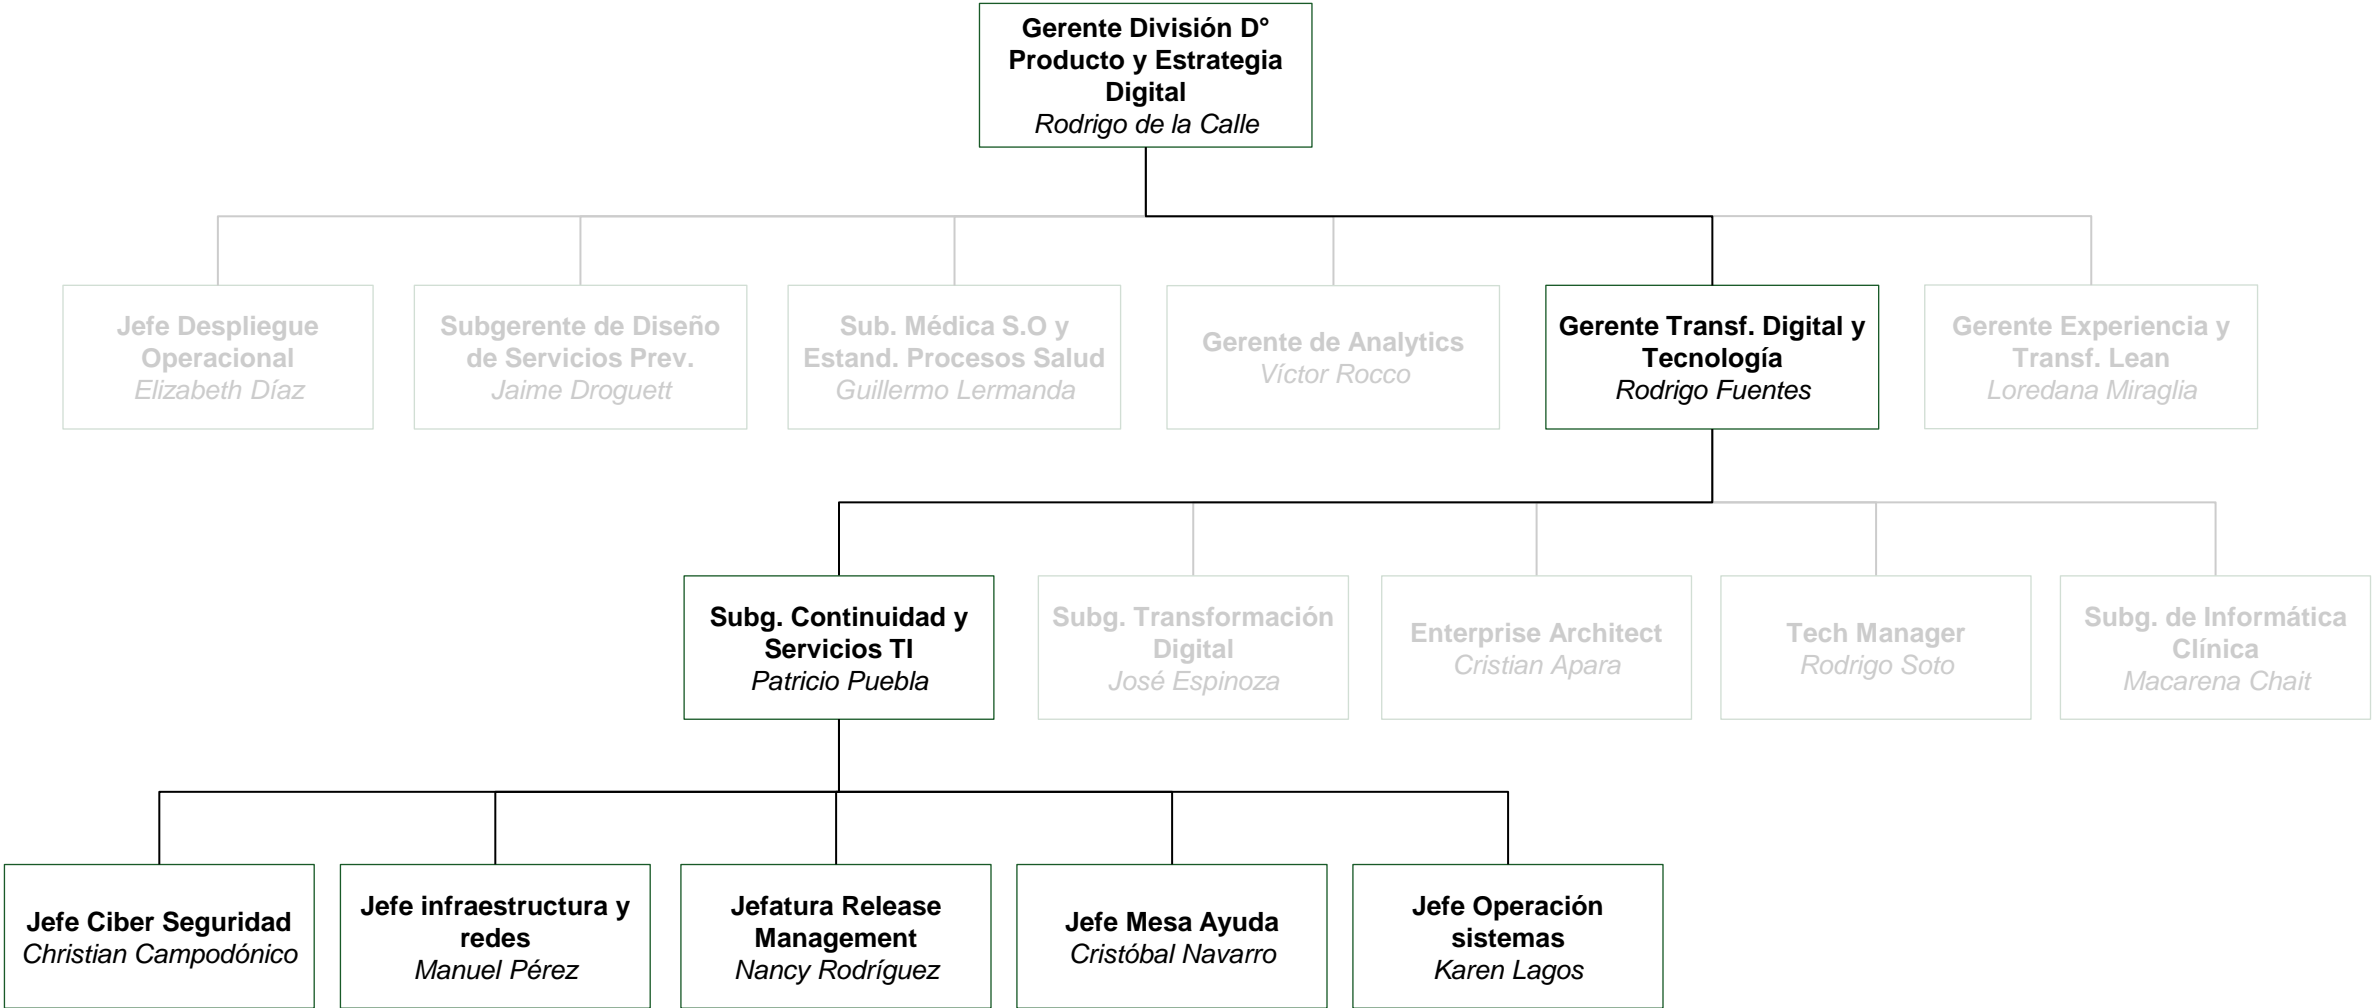 Gerente División D°
Producto y Estrategia
Digital
Rodrigo de la Calle
Jefe Despliegue
Operacional
Elizabeth Díaz
Subgerente de Diseño
de Servicios Prev.
Jaime Droguett
Sub. Médica S.O y
Estand. Procesos Salud
Guillermo Lermanda
Gerente de Analytics
Víctor Rocco
Gerente Transf. Digital y
Tecnología
Rodrigo Fuentes
Gerente Experiencia y
Transf. Lean
Loredana Miraglia
Subg. Continuidad y
Servicios TI
Patricio Puebla
Subg. Transformación
Digital
José Espinoza
Enterprise Architect
Cristian Apara
Tech Manager
Rodrigo Soto
Subg. de Informática
Clínica
Macarena Chait
Jefe Ciber Seguridad
Christian Campodónico
Jefe infraestructura y
redes
Manuel Pérez
Jefatura Release
Management
Nancy Rodríguez
Jefe Mesa Ayuda
Cristóbal Navarro
Jefe Operación
sistemas
Karen Lagos